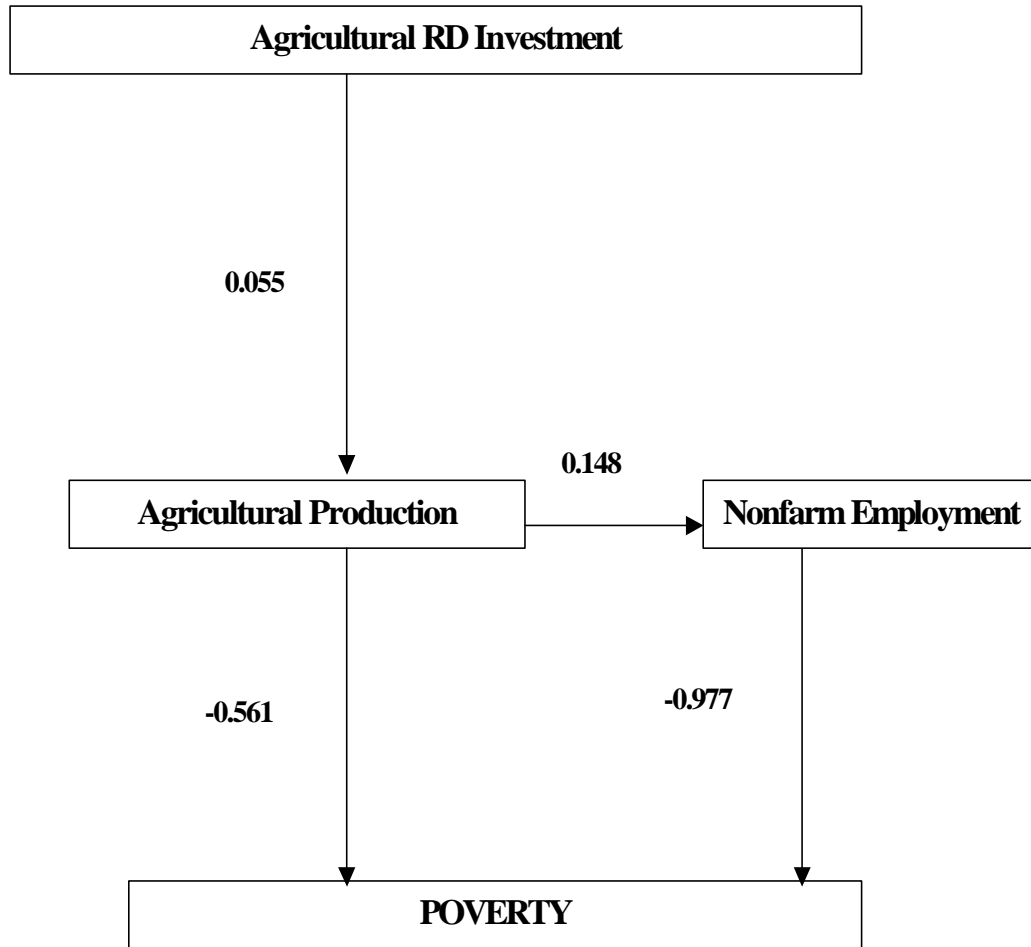 Agricultural RD Investment
0.055
0.148
Agricultural Production
Nonfarm Employment
-0.561
-0.977
POVERTY